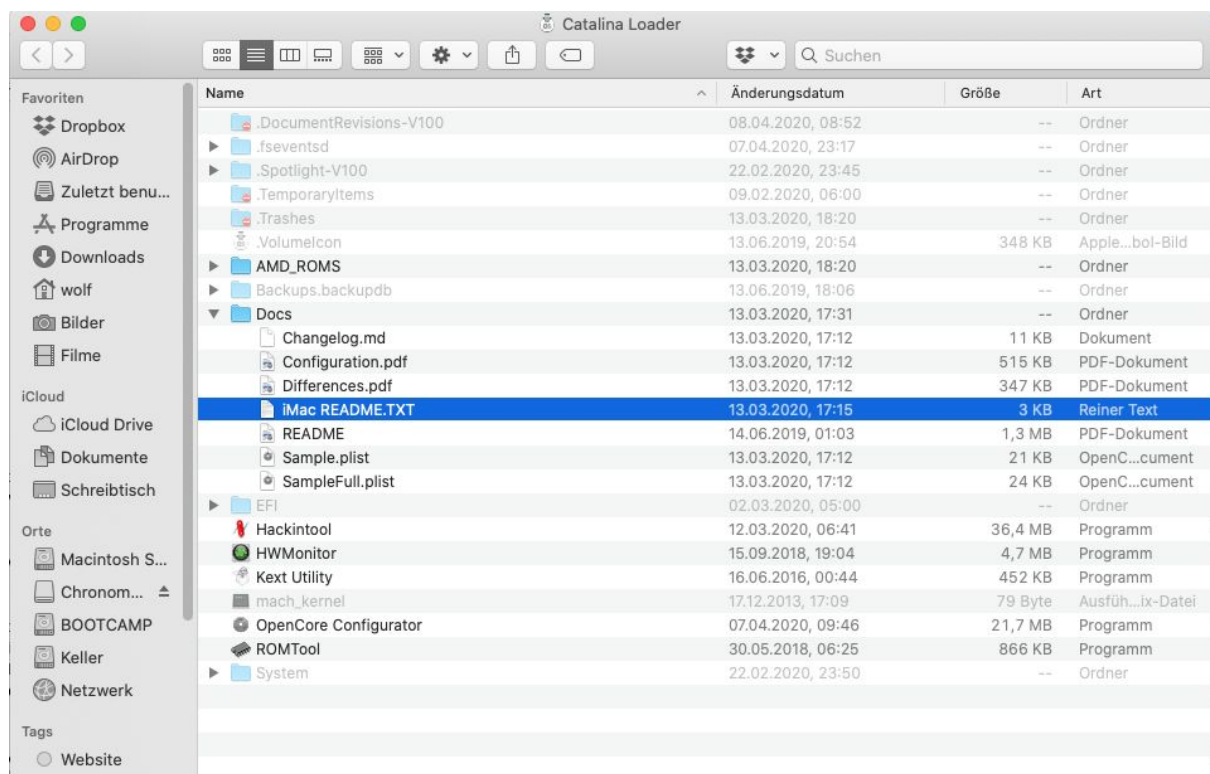 Catalina Loader
Suchen
Favoriten
Dropbox
AirDrop
Zuletzt benu...
Programme
Downloads
wolf
Bilder
Filme
iCloud
iCloud Drive
Dokumente
Schreibtisch
Orte
Macintosh S...
Chronom...
BOOTCAMP
Keller
Netzwerk
Tags
Website
Name Änderungsdatum Größe Art
.DocumentRevisions-V100 08.04.2020, 08:52 -- Ordner
.fseventsd 07.04.2020, 23:17 -- Ordner
.Spotlight-V100 22.02.2020, 23:45 -- Ordner
.TemporaryItems 09.02.2020, 06:00 -- Ordner
.Trashes 13.03.2020, 18:20 -- Ordner
.VolumeIcon 13.06.2019, 20:54 348 KB Apple...bol-Bild
AMD_ROMS 13.03.2020, 18:20 -- Ordner
Backups.backupdb 13.06.2019, 18:06 -- Ordner
Docs 13.03.2020, 17:31 -- Ordner
Changelog.md 13.03.2020, 17:12 11 KB Dokument
Configuration.pdf 13.03.2020, 17:12 515 KB PDF-Dokument
Differences.pdf 13.03.2020, 17:12 347 KB PDF-Dokument
iMac README.TXT 13.03.2020, 17:15 3 KB Reiner Text
README 14.06.2019, 01:03 1,3 MB PDF-Dokument
Sample.plist 13.03.2020, 17:12 21 KB OpenC...cument
SampleFull.plist 13.03.2020, 17:12 24 KB OpenC...cument
EFI 02.03.2020, 05:00 -- Ordner
Hackintool 12.03.2020, 06:41 36,4 MB Programm
HWMonitor 15.09.2018, 19:04 4,7 MB Programm
Kext Utility 16.06.2016, 00:44 452 KB Programm
mach_kernel 17.12.2013, 17:09 79 Byte Ausfüh...ix-Datei
OpenCore Configurator 07.04.2020, 09:46 21,7 MB Programm
ROMTool 30.05.2018, 06:25 866 KB Programm
System 22.02.2020, 23:50 -- Ordner